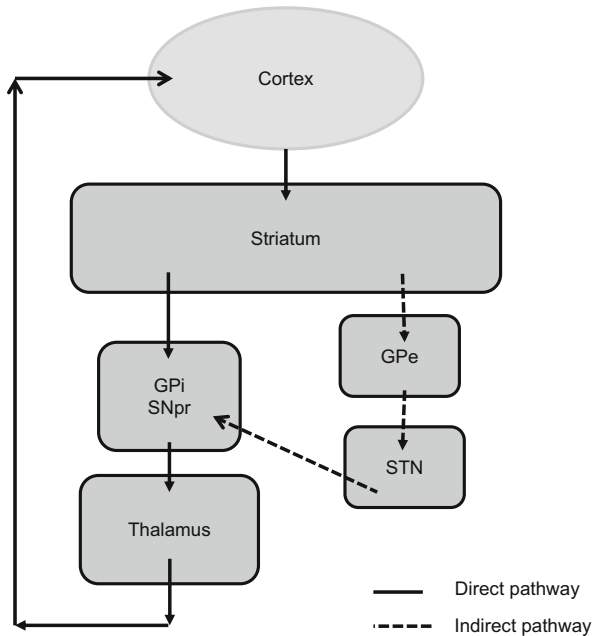 Cortex
Striatum
GPe
GPi
SNpr
STN
Thalamus
Direct pathway
Indirect pathway